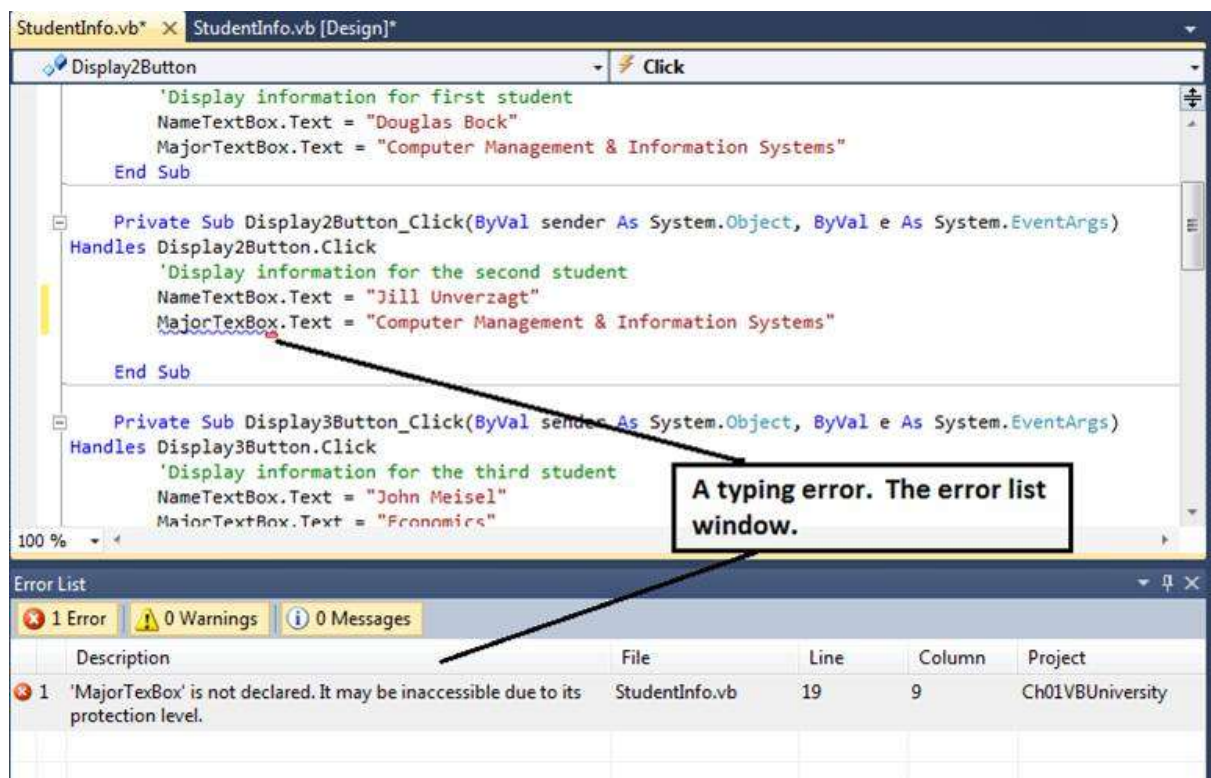 StudentInfo.vb* StudentInfo.vb [Design]*
Display2Button Click
'Display information for first student
NameTextBox.Text = "Douglas Bock"
MajorTextBox.Text = "Computer Management & Information Systems"
End Sub
Private Sub Display2Button_Click(ByVal sender As System.Object, ByVal e As System.EventArgs)
Handles Display2Button.Click
'Display information for the second student
NameTextBox.Text = "Jill Unverzagt"
MajorTexBox.Text = "Computer Management & Information Systems"
End Sub
Private Sub Display3Button_Click(ByVal sender As System.Object, ByVal e As System.EventArgs)
Handles Display3Button.Click
'Display information for the third student
NameTextBox.Text = "John Meisel"
MajorTextBox.Text = "Economics"
A typing error. The error list
window.
100 %
Error List
1 Error 0 Warnings 0 Messages
Description File Line Column Project
1 'MajorTexBox' is not declared. It may be inaccessible due to its StudentInfo.vb 19 9 Ch01VBUniversity
protection level.